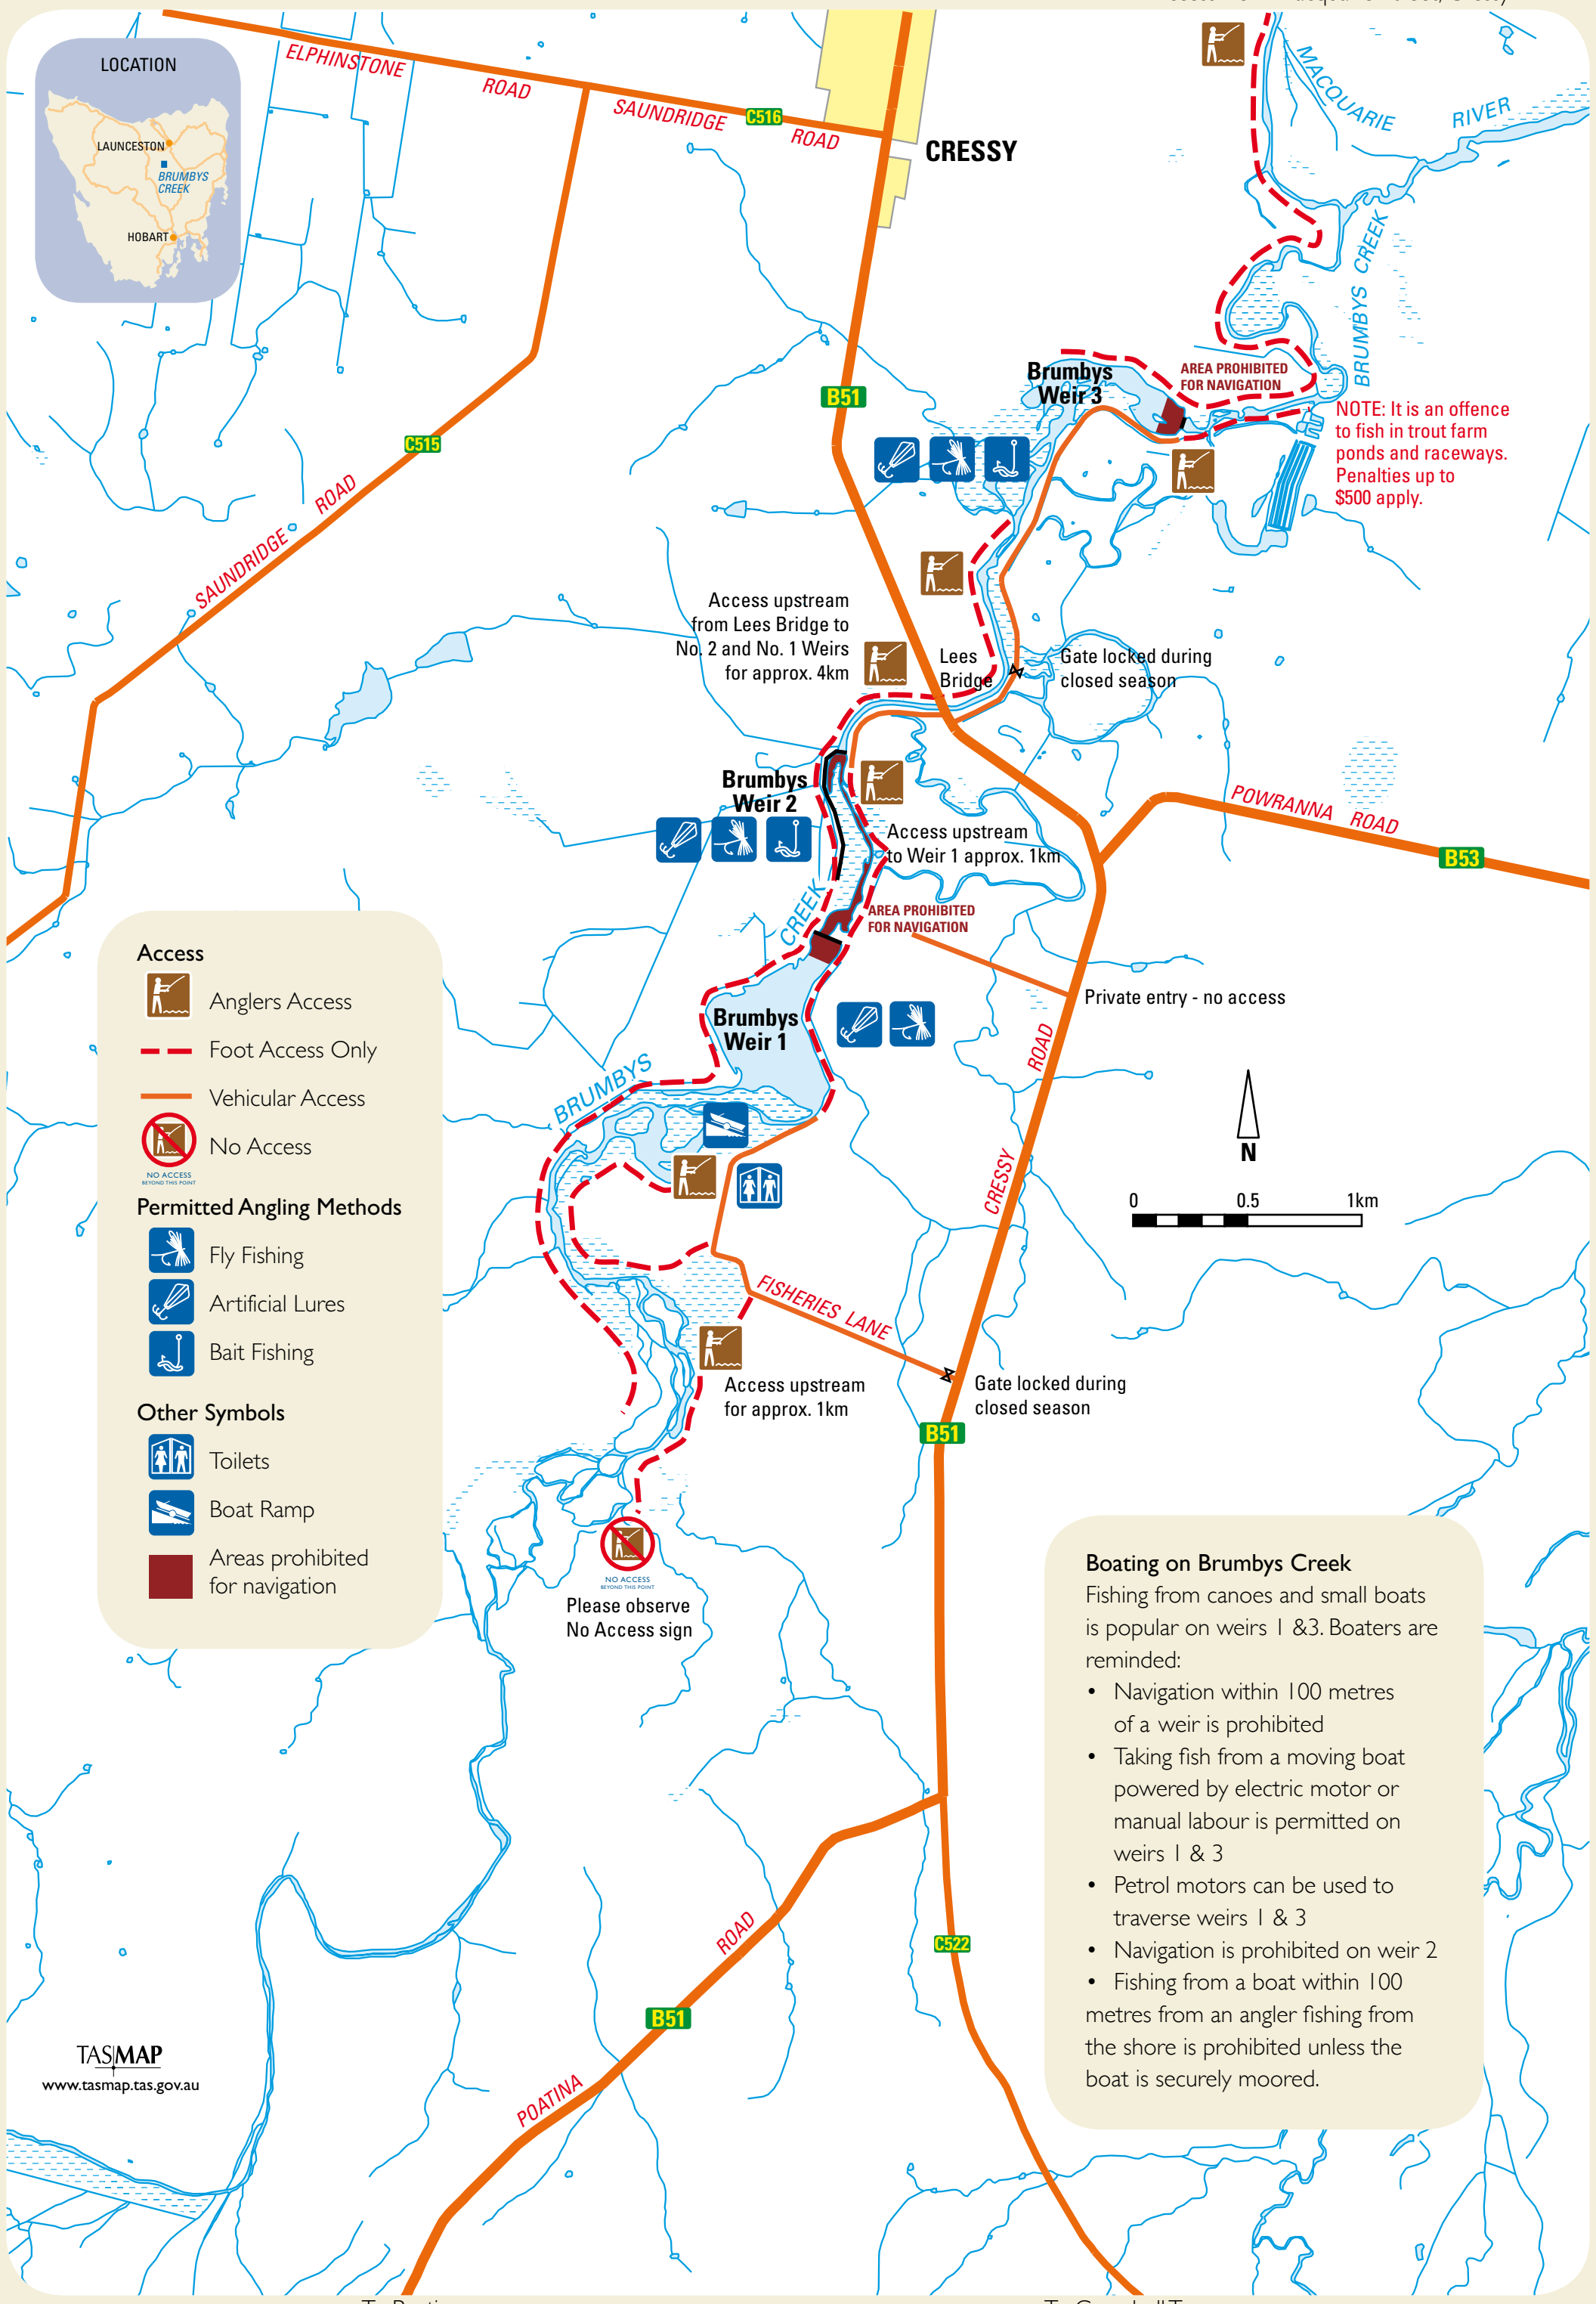 LOCATION
LAUNCESTON
BRUMBYS
CREEK
HOBART
ELPHINSTONE
ROAD
SAUNDRIDGE
C516
ROAD
CRESSY
MACQUARIE
RIVER
BRUMBYS CREEK
B51
C515
SAUNDRIDGE ROAD
Brumbys
Weir 3
AREA PROHIBITED
FOR NAVIGATION
NOTE: It is an offence
to fish in trout farm
ponds and raceways.
Penalties up to
$500 apply.
Access upstream
from Lees Bridge to
No. 2 and No. 1 Weirs
for approx. 4km
Lees
Bridge
Gate locked during
closed season
Brumbys
Weir 2
Access upstream
to Weir 1 approx. 1km
POWRANNA ROAD
B53
CREEK
AREA PROHIBITED
FOR NAVIGATION
Private entry - no access
Brumbys
Weir 1
ROAD
BRUMBYS
CRESSY
N
0 0.5 1km
FISHERIES LANE
Access upstream
for approx. 1km
Gate locked during
closed season
B51
NO ACCESS
BEYOND THIS POINT
Please observe
No Access sign
Access
Anglers Access
Foot Access Only
Vehicular Access
No Access
NO ACCESS
BEYOND THIS POINT
Permitted Angling Methods
Fly Fishing
Artificial Lures
Bait Fishing
Other Symbols
Toilets
Boat Ramp
Areas prohibited
for navigation
Boating on Brumbys Creek
Fishing from canoes and small boats
is popular on weirs 1 &3. Boaters are
reminded:
• Navigation within 100 metres
of a weir is prohibited
• Taking fish from a moving boat
powered by electric motor or
manual labour is permitted on
weirs 1 & 3
• Petrol motors can be used to
traverse weirs 1 & 3
• Navigation is prohibited on weir 2
• Fishing from a boat within 100
metres from an angler fishing from
the shore is prohibited unless the
boat is securely moored.
ROAD
C522
B51
POATINA
TASMAP
www.tasmap.tas.gov.au